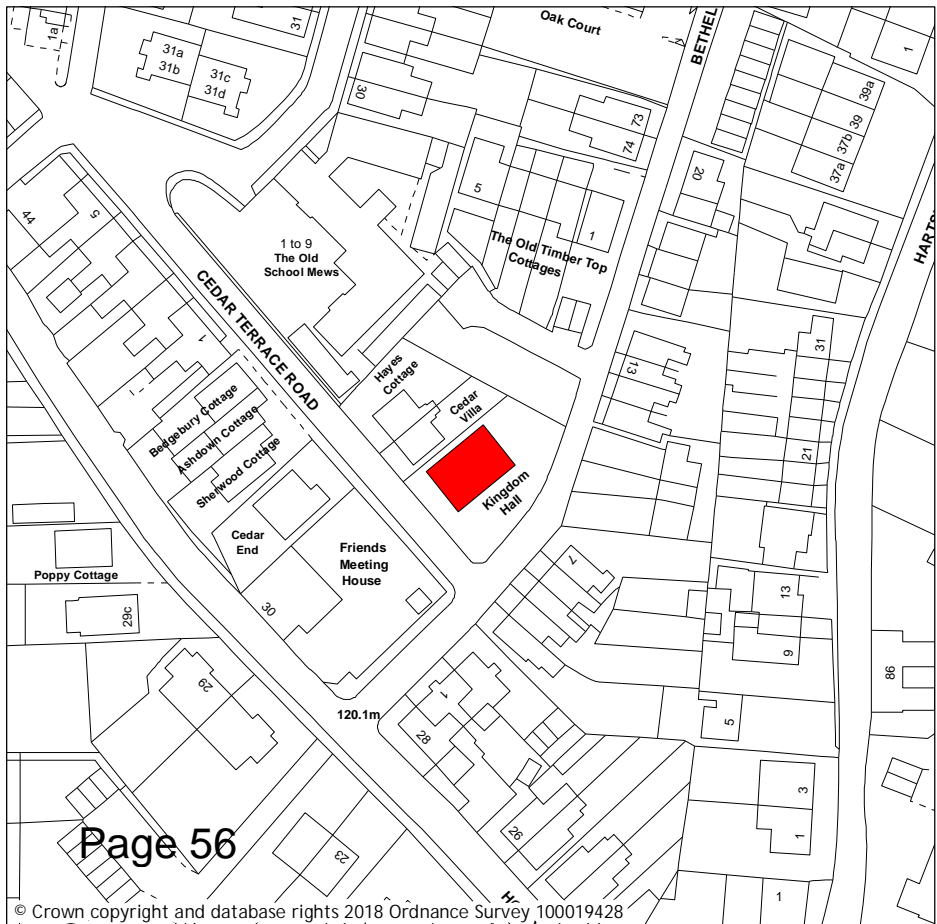 Oak Court
BETHEL
1a
31
31a
31b
31c
31d
30
73
74
39a
39
37b
37a
1
20
5
1
The Old Timber Top
Cottages
44
5
1 to 9
The Old
School Mews
CEDAR TERRACE ROAD
1
Hayes
Cottage
Cedar
Villa
Kingdom
Hall
13
31
21
Bedgebury Cottage
Ashdown Cottage
Sherwood Cottage
Cedar
End
Friends
Meeting
House
Poppy Cottage
29c
30
7
13
9
86
29
120.1m
1
28
5
3
1
26
23
1
Page 56
© Crown copyright and database rights 2018 Ordnance Survey 100019428